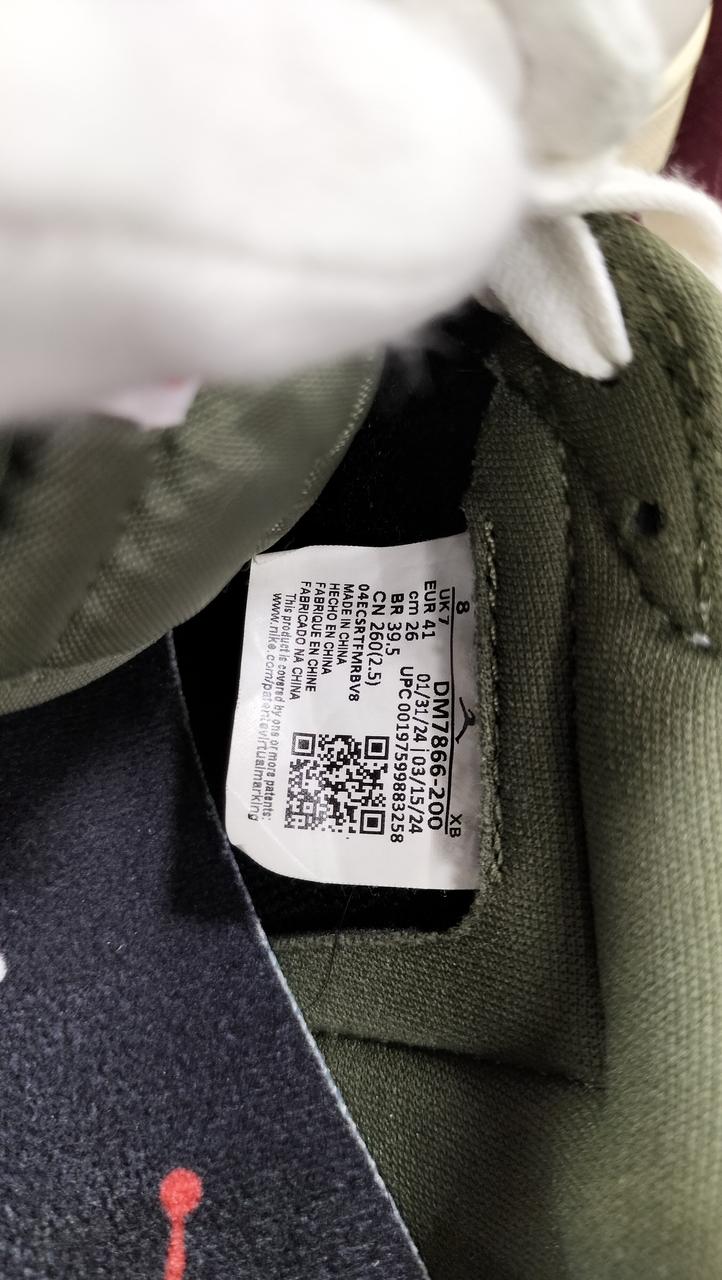 8 XB
UK 7
EUR 41 DM7866-200
cm 26 01/31/24 | 03/15/24
BR 39.5 UPC 00197599883258
CN 260(2.5)
04ECSRTFMRBV8
MADE IN CHINA
HECHO EN CHINA
FABRIQUE EN CHINE
FABRICADO NA CHINA
This product is covered by one or more patents:
www.nike.com/patentevirtualmarking